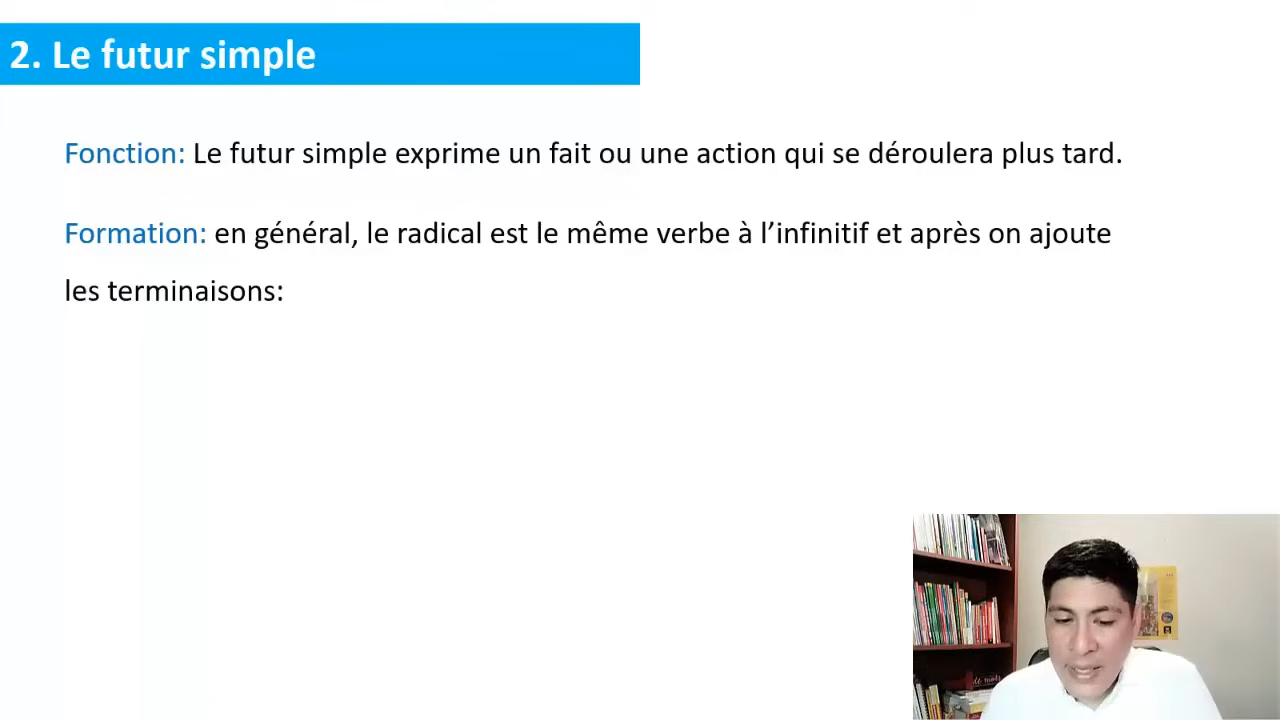 2. Le futur simple
Fonction: Le futur simple exprime un fait ou une action qui se déroulera plus tard.
Formation: en général, le radical est le même verbe à l’infinitif et après on ajoute
les terminaisons: